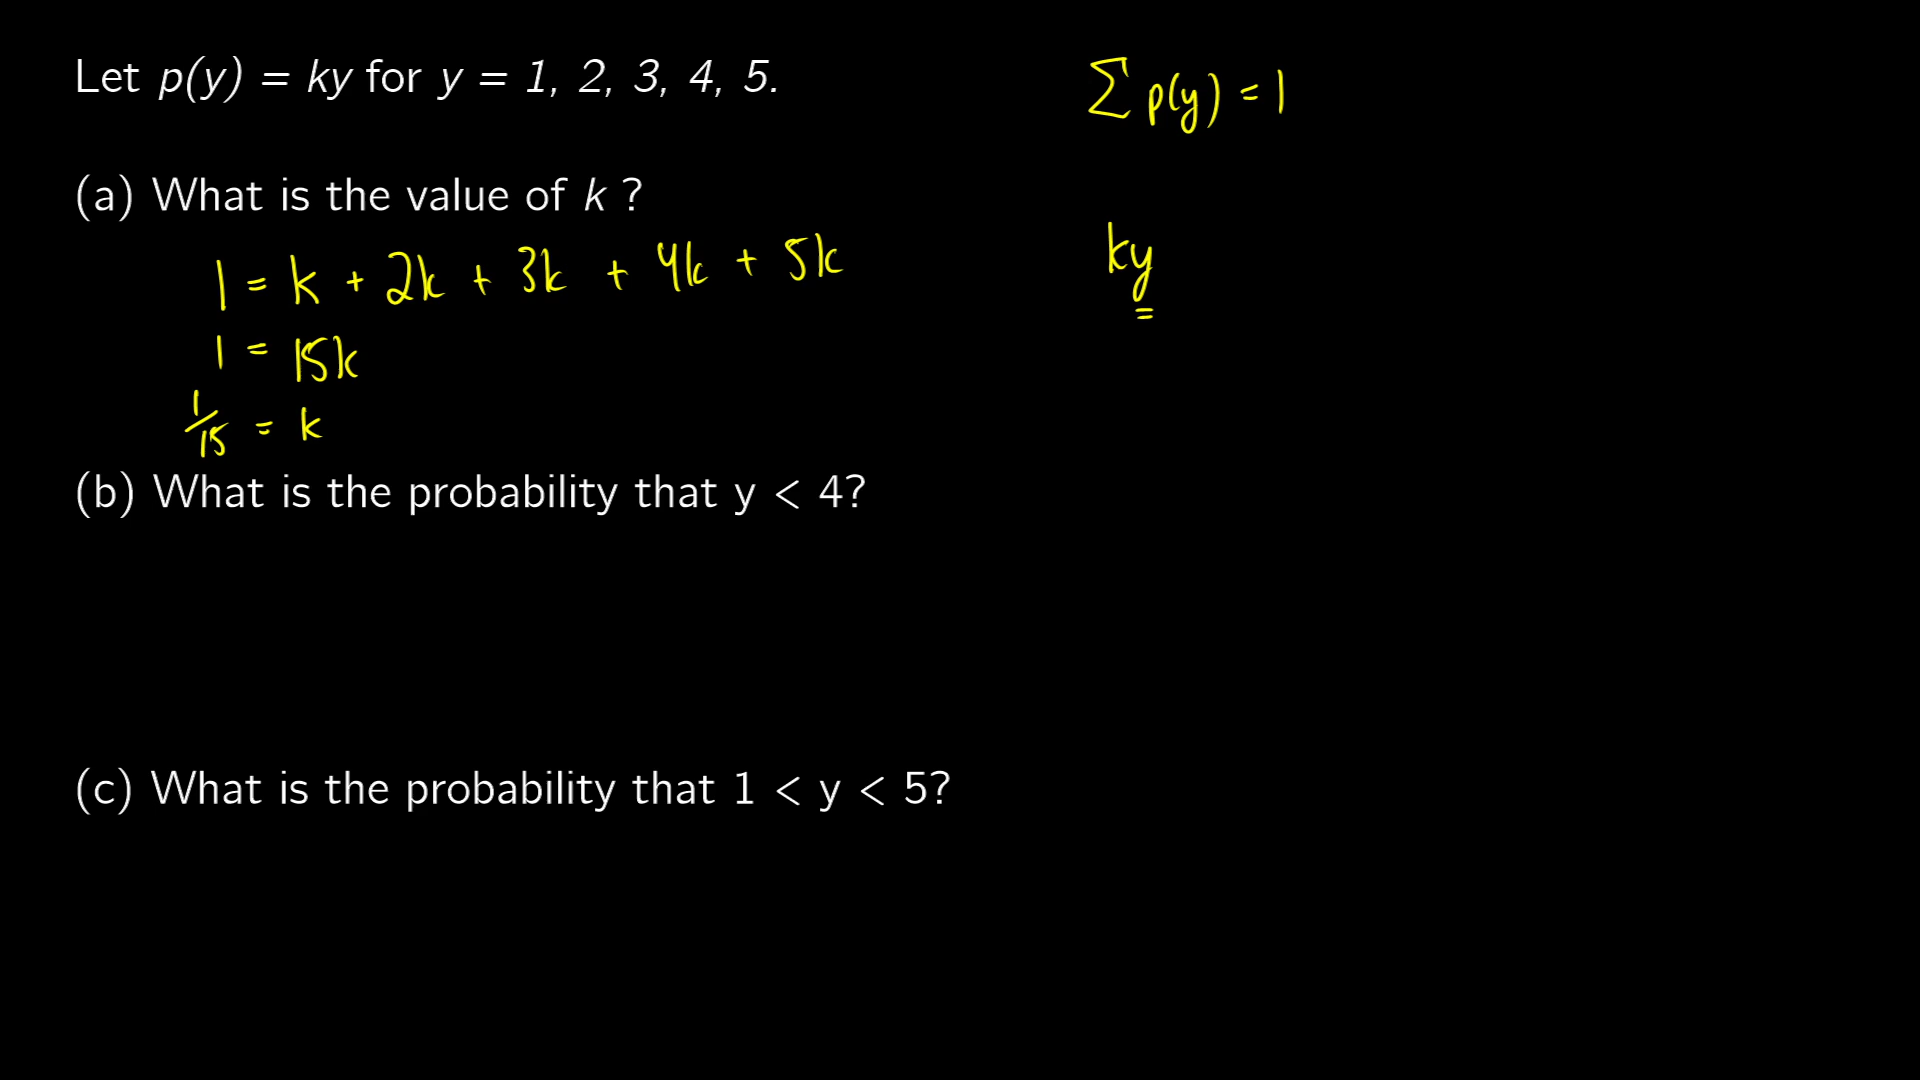 Let p(y) = ky for y = 1, 2, 3, 4, 5.
∑ p(y) = 1
(a) What is the value of k ?
1 = k + 2k + 3k + 4k + 5k
ky
1 = 15k
1/15 = k
(b) What is the probability that y < 4?
(c) What is the probability that 1 < y < 5?